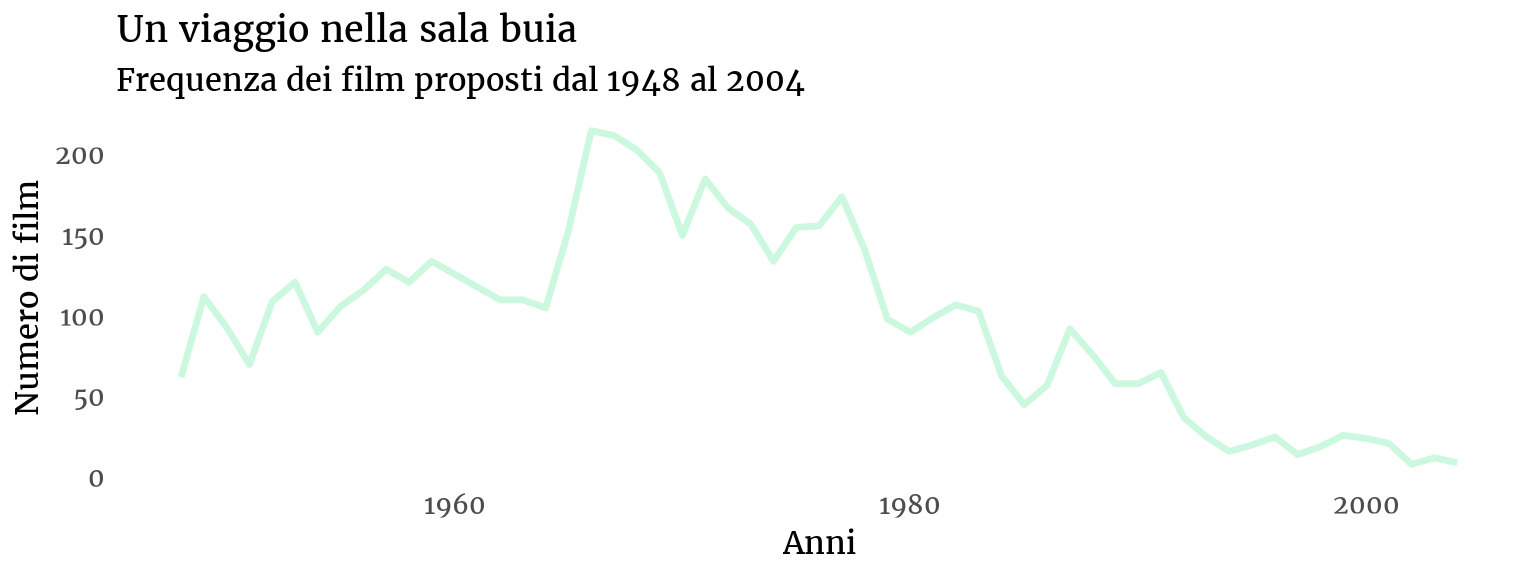 Un viaggio nella sala buia
Frequenza dei film proposti dal 1948 al 2004
Numero di film
200
150
100
50
0
1960
1980
2000
Anni